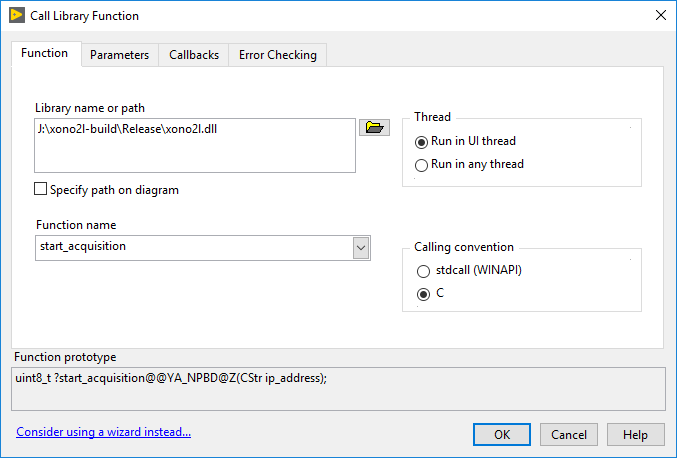 Call Library Function
Function Parameters Callbacks Error Checking
Library name or path
J:\xono2l-build\Release\xono2l.dll
Specify path on diagram
Function name
start_acquisition
Thread
Run in UI thread
Run in any thread
Calling convention
stdcall (WINAPI)
C
Function prototype
uint8_t ?start_acquisition@@YA_NPBD@Z(CStr ip_address);
Consider using a wizard instead...
OK Cancel Help